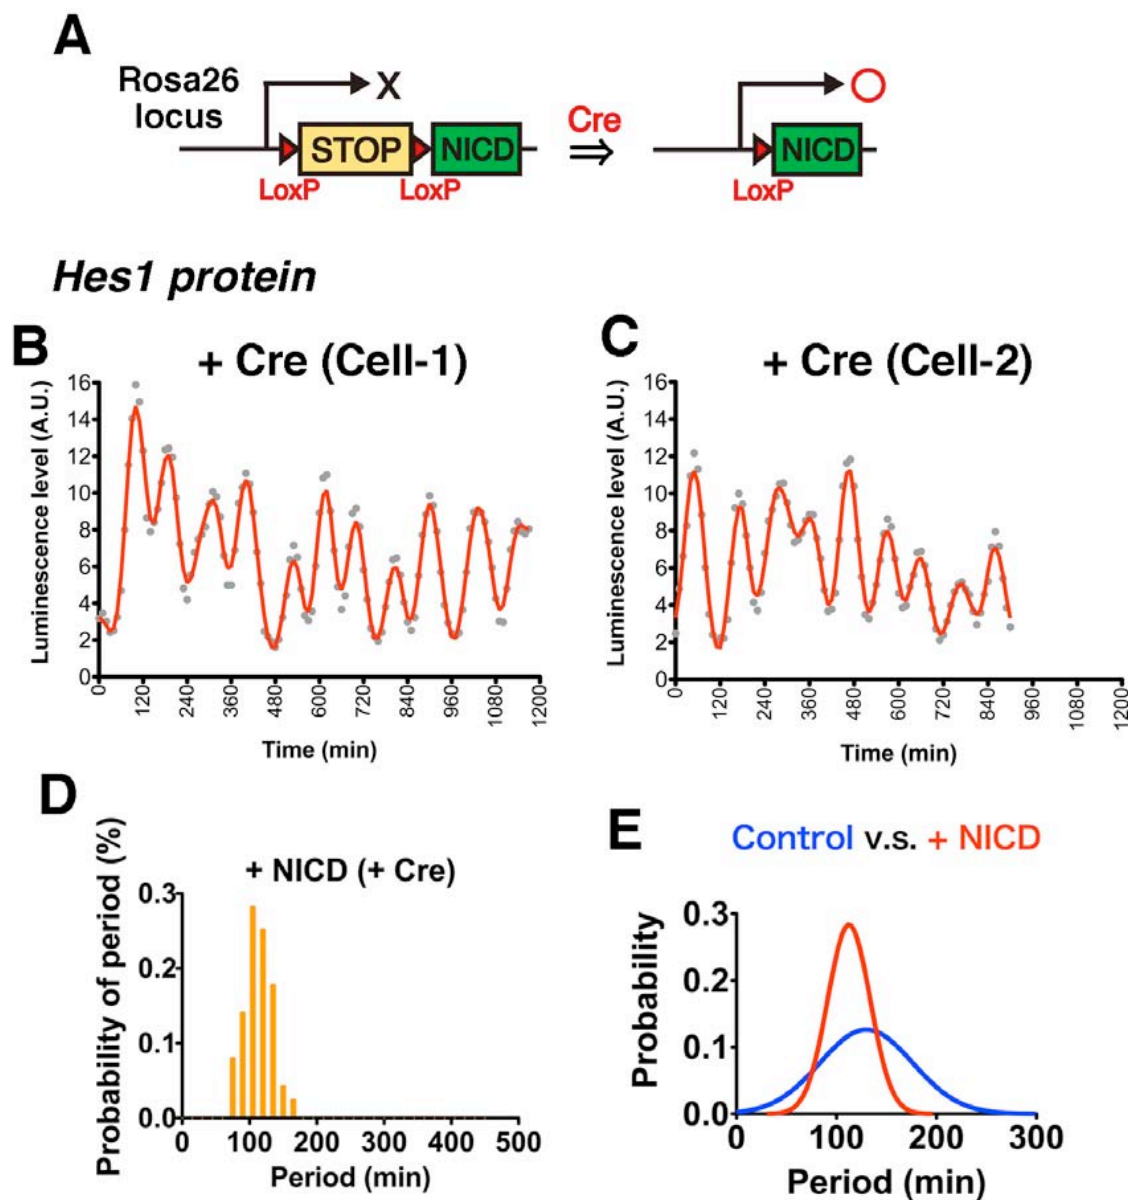 A
Rosa26
locus
X
STOP
NICD
LoxP
LoxP
Cre
NICD
LoxP
Hes1 protein
B
+ Cre (Cell-1)
Luminescence level (A.U.)
16
14
12
10
8
6
4
2
0
0 120 240 360 480 600 720 840 960 1080 1200
Time (min)
C
+ Cre (Cell-2)
Luminescence level (A.U.)
16
14
12
10
8
6
4
2
0
0 120 240 360 480 600 720 840 960 1080 1200
Time (min)
D
+ NICD (+ Cre)
Probability of period (%)
0.3
0.2
0.1
0.0
0 100 200 300 400 500
Period (min)
E
Control v.s. + NICD
Probability
0.3
0.2
0.1
0.0
0 100 200 300
Period (min)